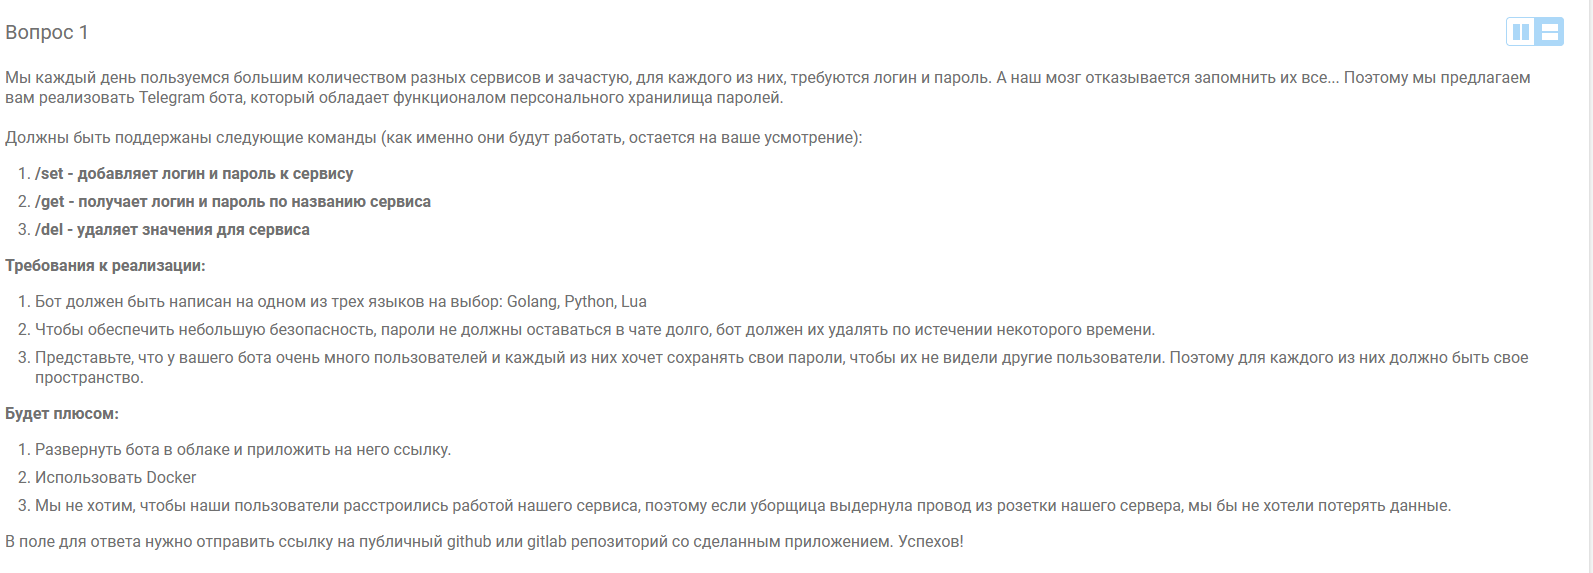 Вопрос 1
Мы каждый день пользуемся большим количеством разных сервисов и зачастую, для каждого из них, требуются логин и пароль. А наш мозг отказывается запомнить их все... Поэтому мы предлагаем
вам реализовать Telegram бота, который обладает функционалом персонального хранилища паролей.
Должны быть поддержаны следующие команды (как именно они будут работать, остается на ваше усмотрение):
1. /set - добавляет логин и пароль к сервису
2. /get - получает логин и пароль по названию сервиса
3. /del - удаляет значения для сервиса
Требования к реализации:
1. Бот должен быть написан на одном из трех языков на выбор: Golang, Python, Lua
2. Чтобы обеспечить небольшую безопасность, пароли не должны оставаться в чате долго, бот должен их удалять по истечении некоторого времени.
3. Представьте, что у вашего бота очень много пользователей и каждый из них хочет сохранять свои пароли, чтобы их не видели другие пользователи. Поэтому для каждого из них должно быть свое
пространство.
Будет плюсом:
1. Развернуть бота в облаке и приложить на него ссылку.
2. Использовать Docker
3. Мы не хотим, чтобы наши пользователи расстроились работой нашего сервиса, поэтому если уборщица выдернула провод из розетки нашего сервера, мы бы не хотели потерять данные.
В поле для ответа нужно отправить ссылку на публичный github или gitlab репозиторий со сделанным приложением. Успехов!